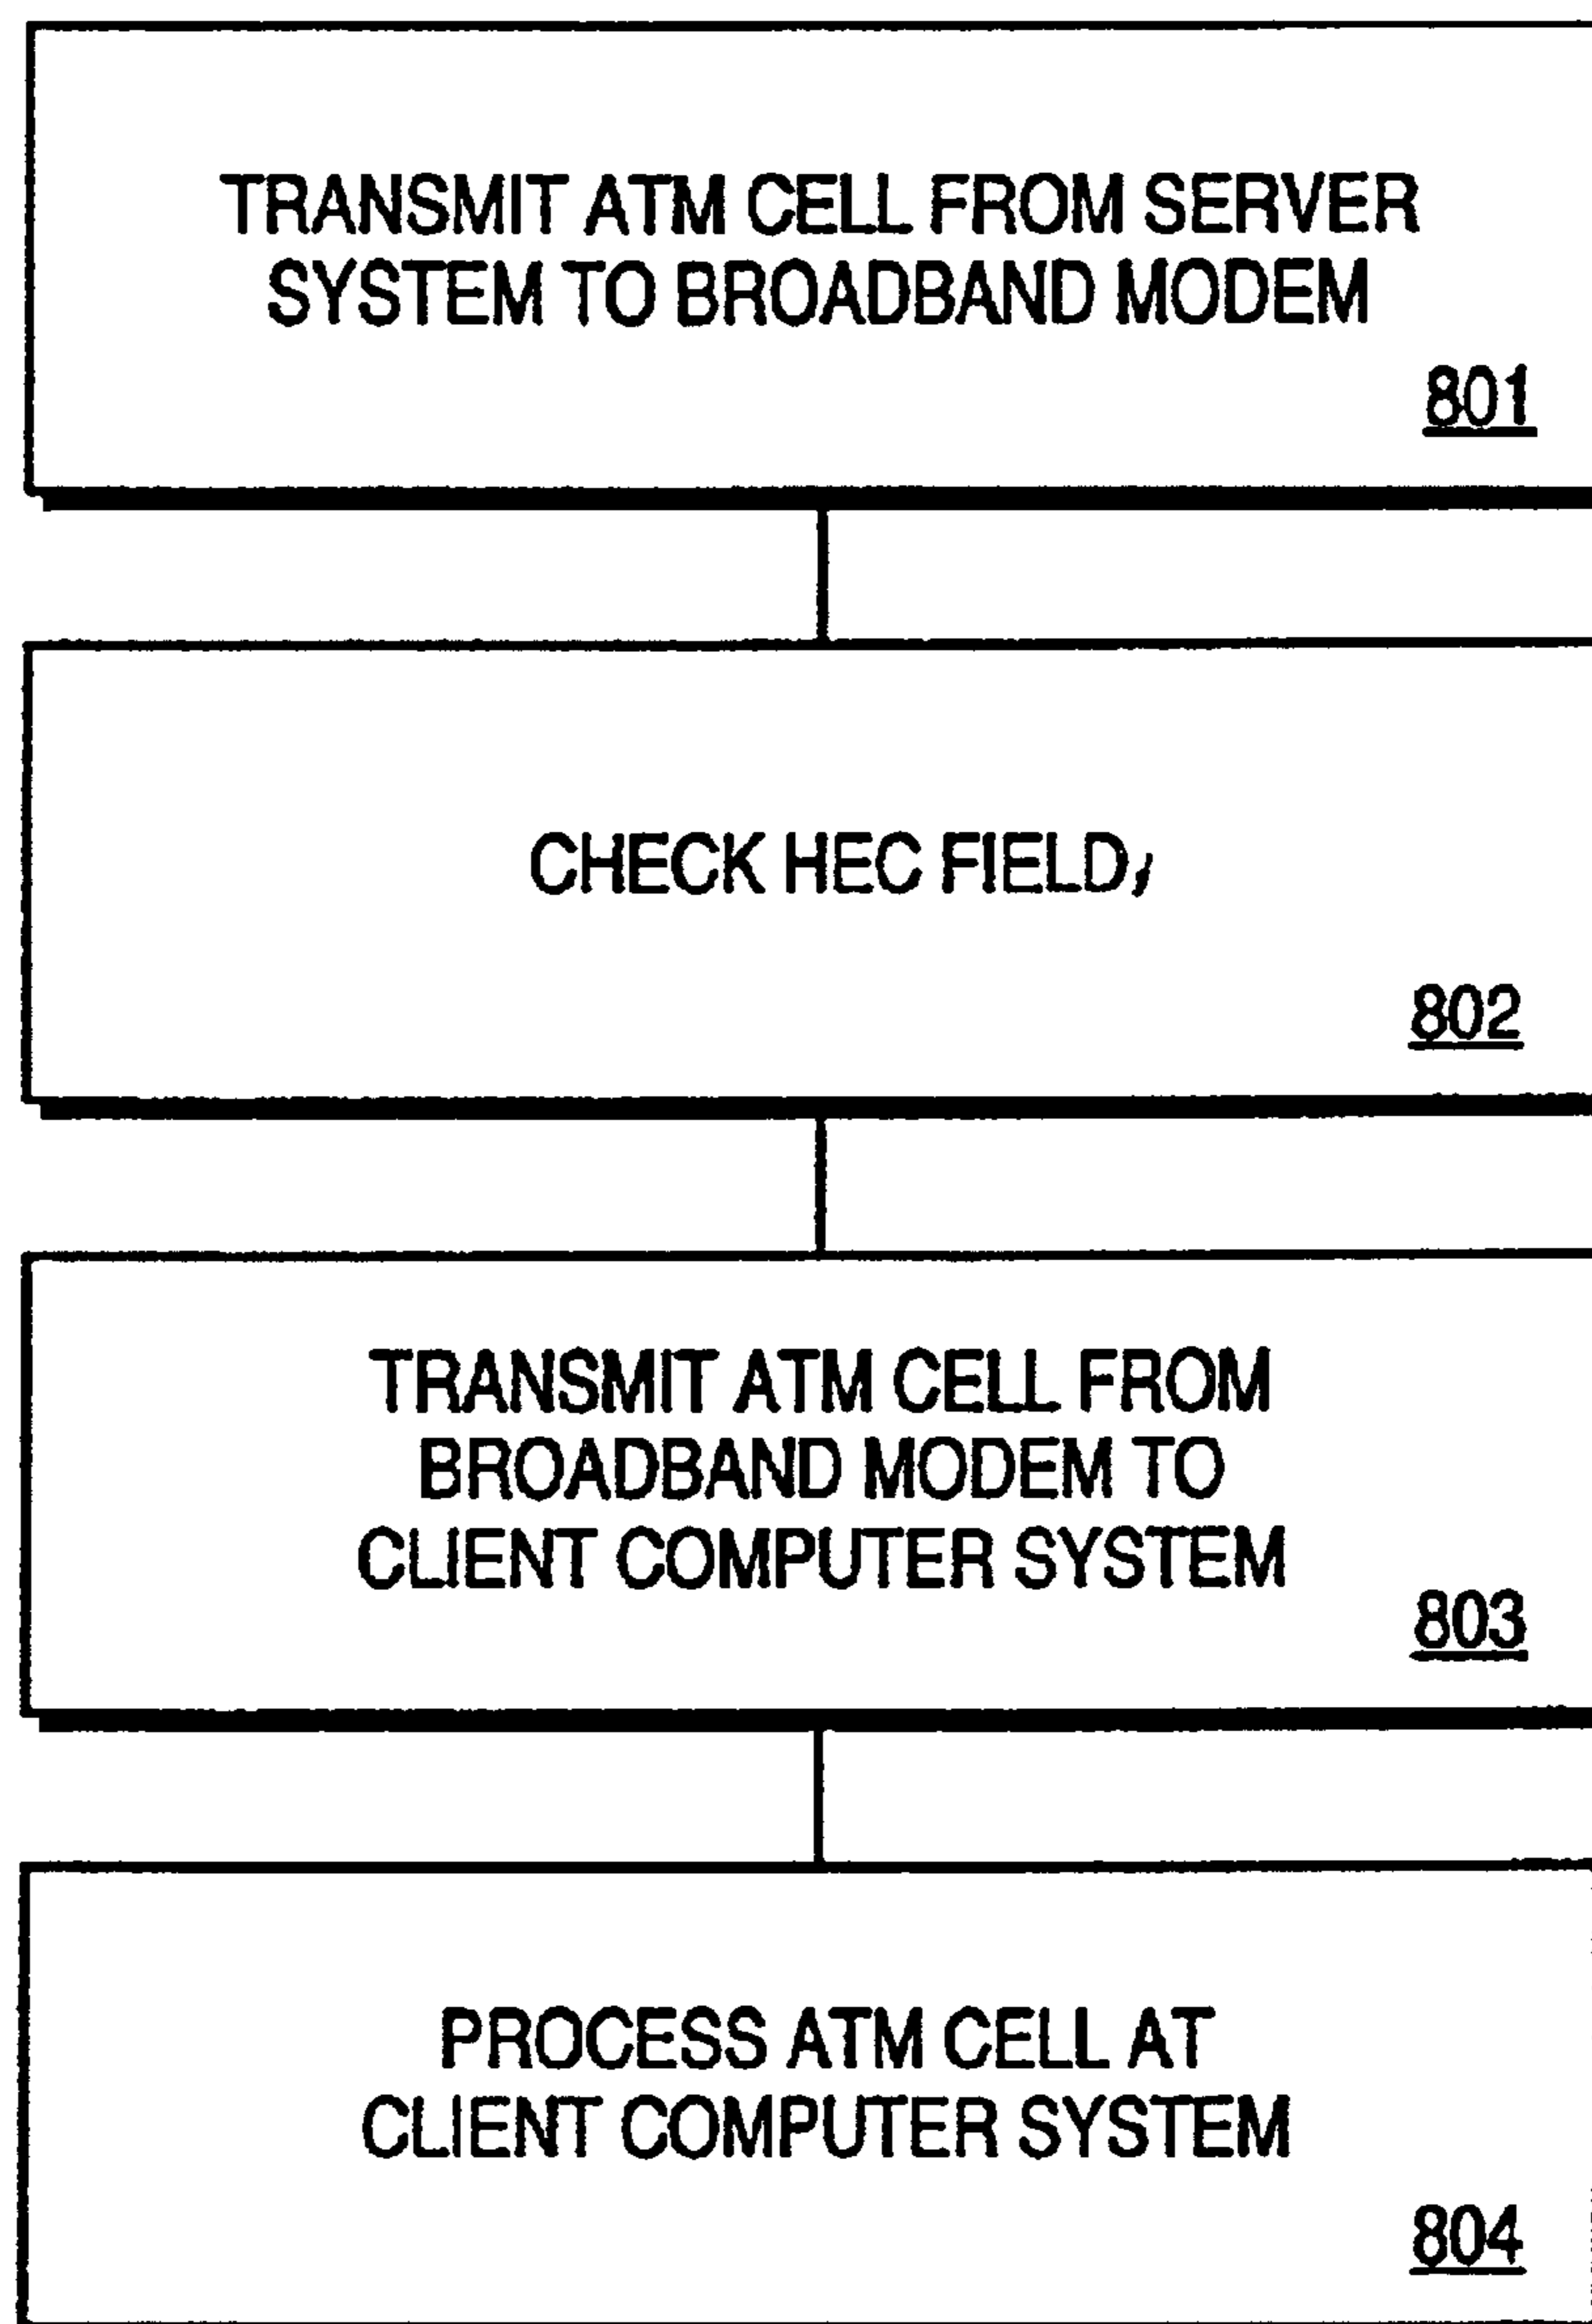 TRANSMIT ATM CELL FROM SERVER
SYSTEM TO BROADBAND MODEM
801
CHECK HEC FIELD,
802
TRANSMIT ATM CELL FROM
BROADBAND MODEM TO
CLIENT COMPUTER SYSTEM
803
PROCESS ATM CELL AT
CLIENT COMPUTER SYSTEM
804